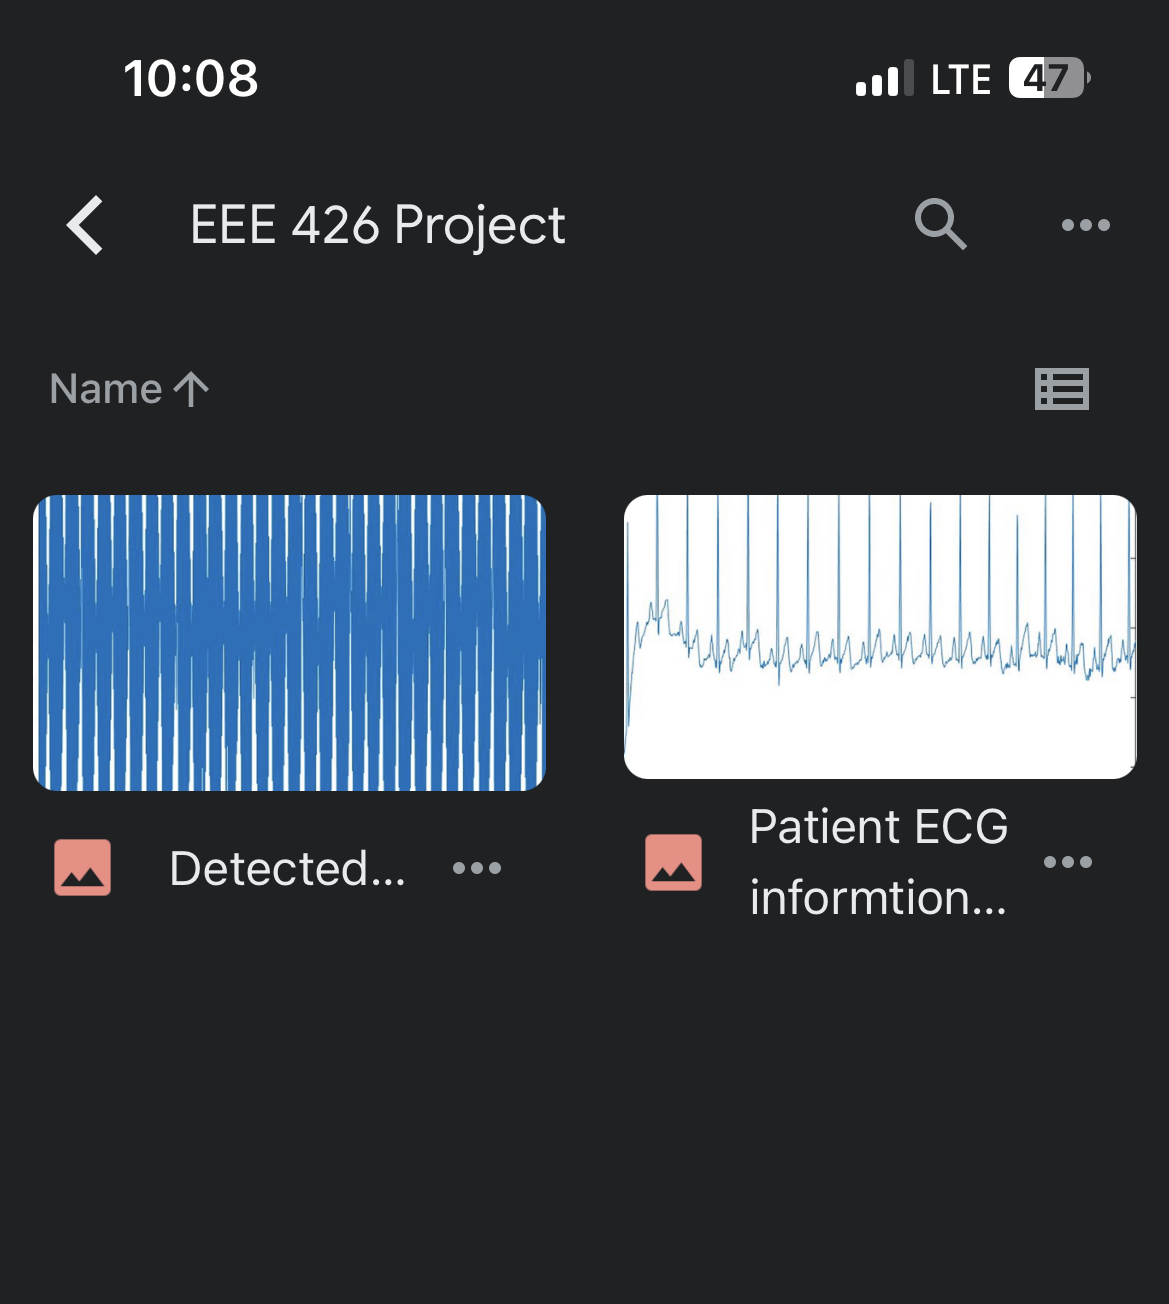 10:08
LTE 47
EEE 426 Project
Name
Detected...
Patient ECG
informtion...